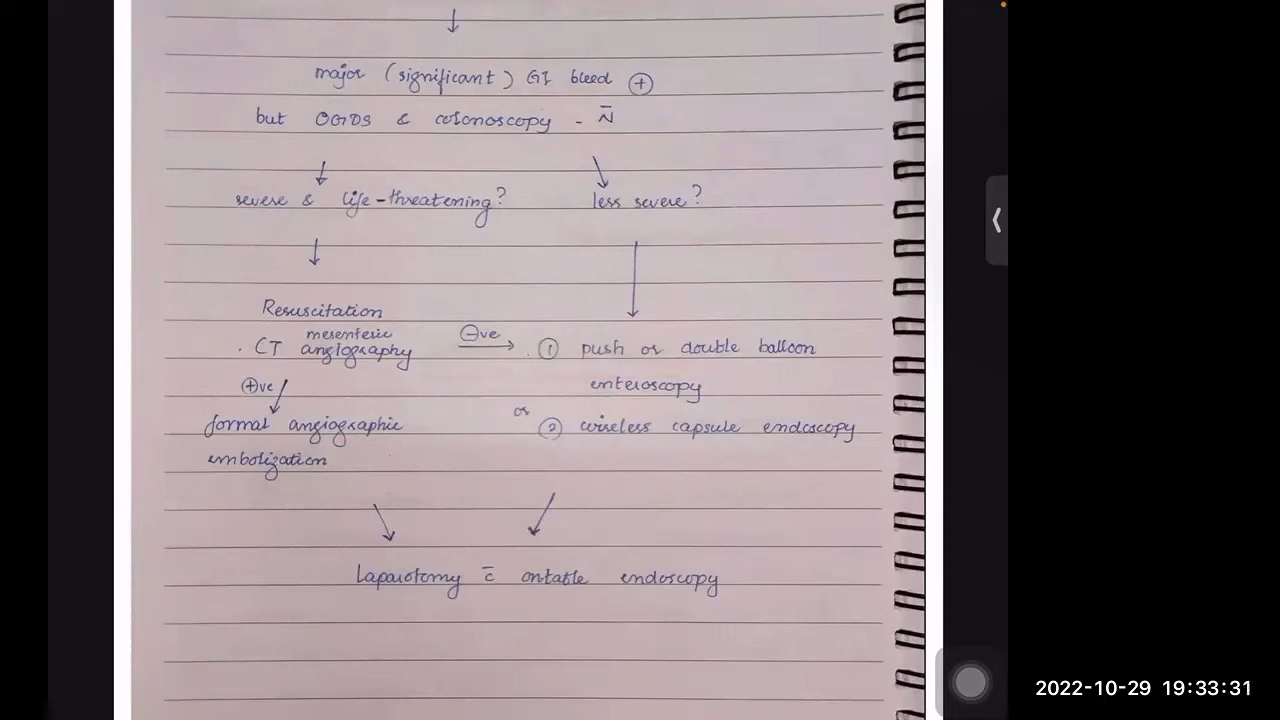 major (significant) GI bleed (+)
but OGDS & colonoscopy - N̄
severe & life-threatening?
less severe?
Resuscitation
mesenteric
. CT angiography
(-)ve
. (1) push or double balloon
enteroscopy
(+)ve
or
formal angiographic
(2) wireless capsule endoscopy
embolization
Laparotomy c̄ ontable endoscopy
2022-10-29 19:33:31